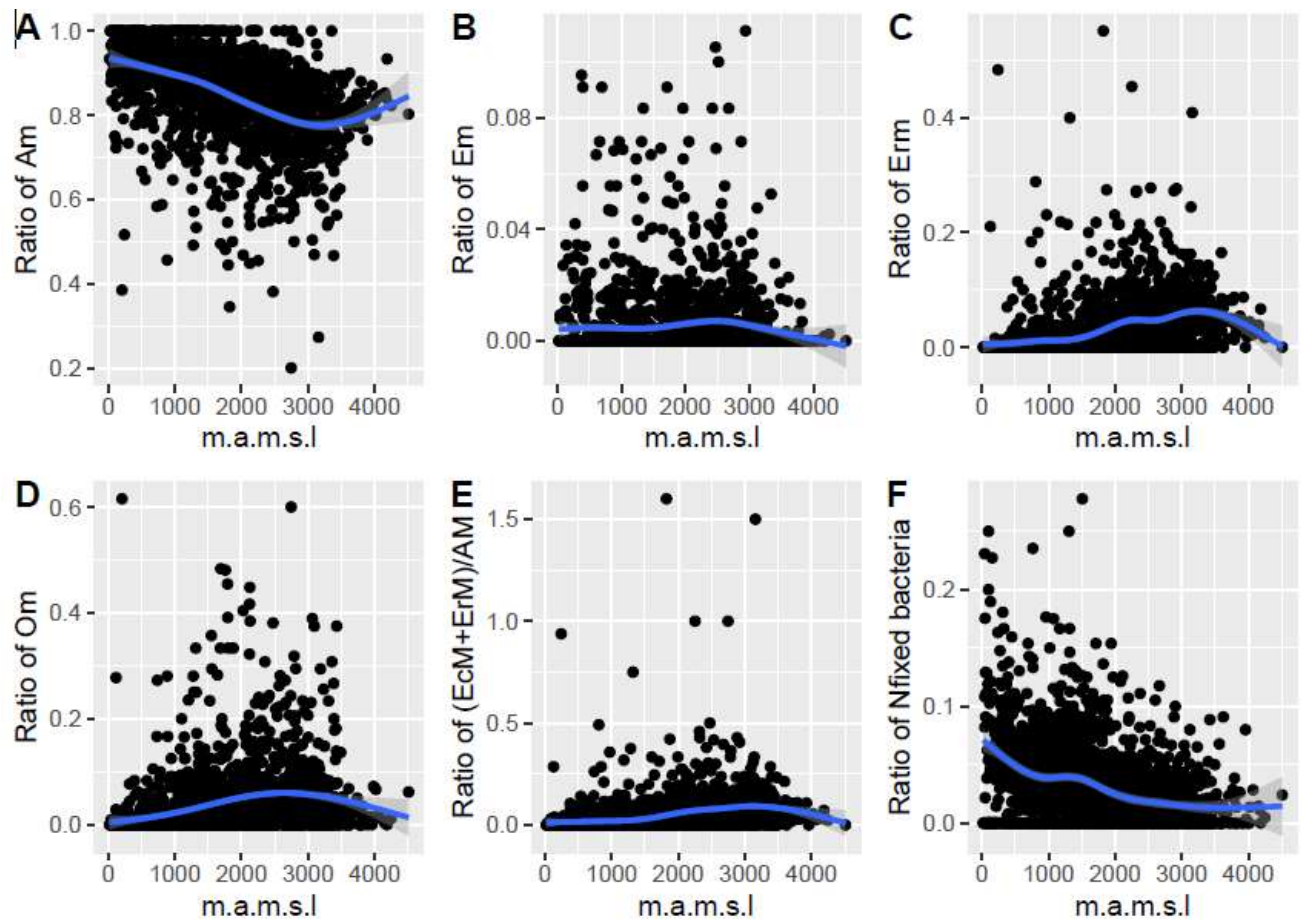 A
B
C
Ratio of Am
1.0
0.8
0.6
0.4
0.2
0 1000 2000 3000 4000
m.a.m.s.l
Ratio of Em
0.08
0.04
0.00
0 1000 2000 3000 4000
m.a.m.s.l
Ratio of Erm
0.4
0.2
0.0
0 1000 2000 3000 4000
m.a.m.s.l
D
E
F
Ratio of Orm
0.6
0.4
0.2
0.0
0 1000 2000 3000 4000
m.a.m.s.l
Ratio of (EcM+ErM)/AM
1.5
1.0
0.5
0.0
0 1000 2000 3000 4000
m.a.m.s.l
Ratio of Nfixed bacteria
0.2
0.1
0.0
0 1000 2000 3000 4000
m.a.m.s.l